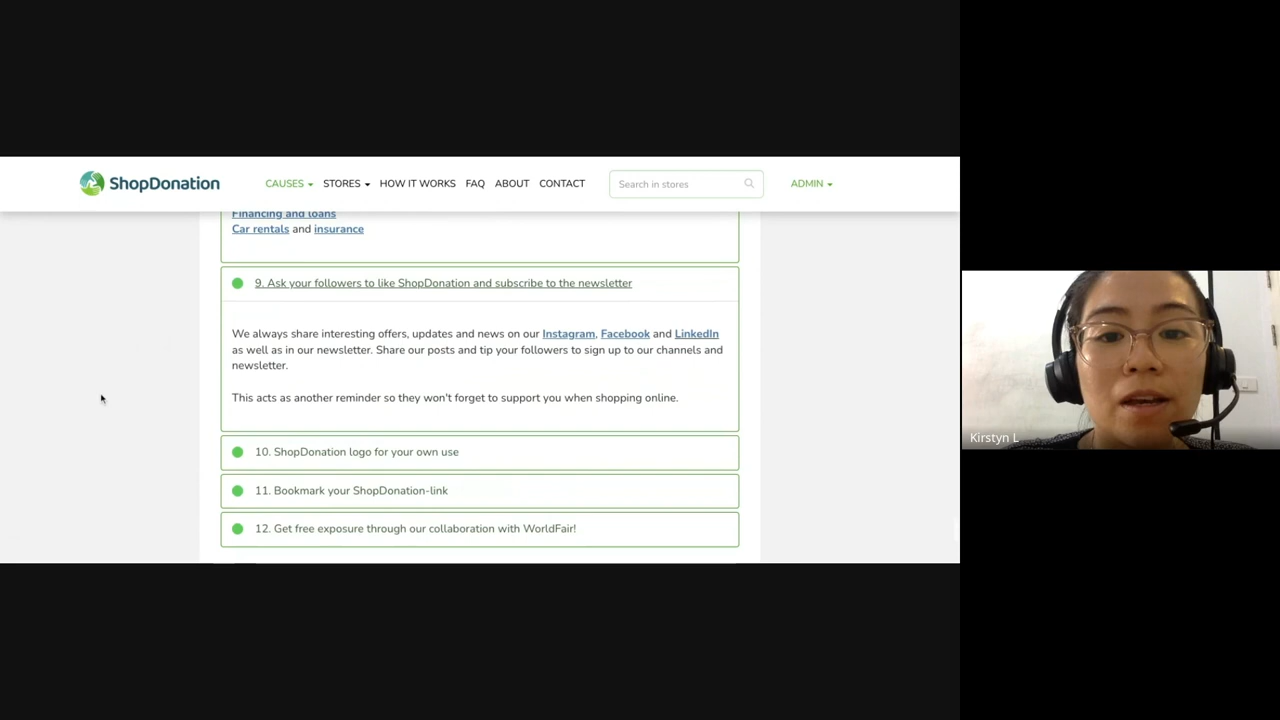 ShopDonation
CAUSES STORES HOW IT WORKS FAQ ABOUT CONTACT Search in stores ADMIN
Financing and loans
Car rentals and insurance
9. Ask your followers to like ShopDonation and subscribe to the newsletter
We always share interesting offers, updates and news on our Instagram, Facebook and LinkedIn
as well as in our newsletter. Share our posts and tip your followers to sign up to our channels and
newsletter.
This acts as another reminder so they won't forget to support you when shopping online.
10. ShopDonation logo for your own use
11. Bookmark your ShopDonation-link
12. Get free exposure through our collaboration with WorldFair!
Kirstyn L